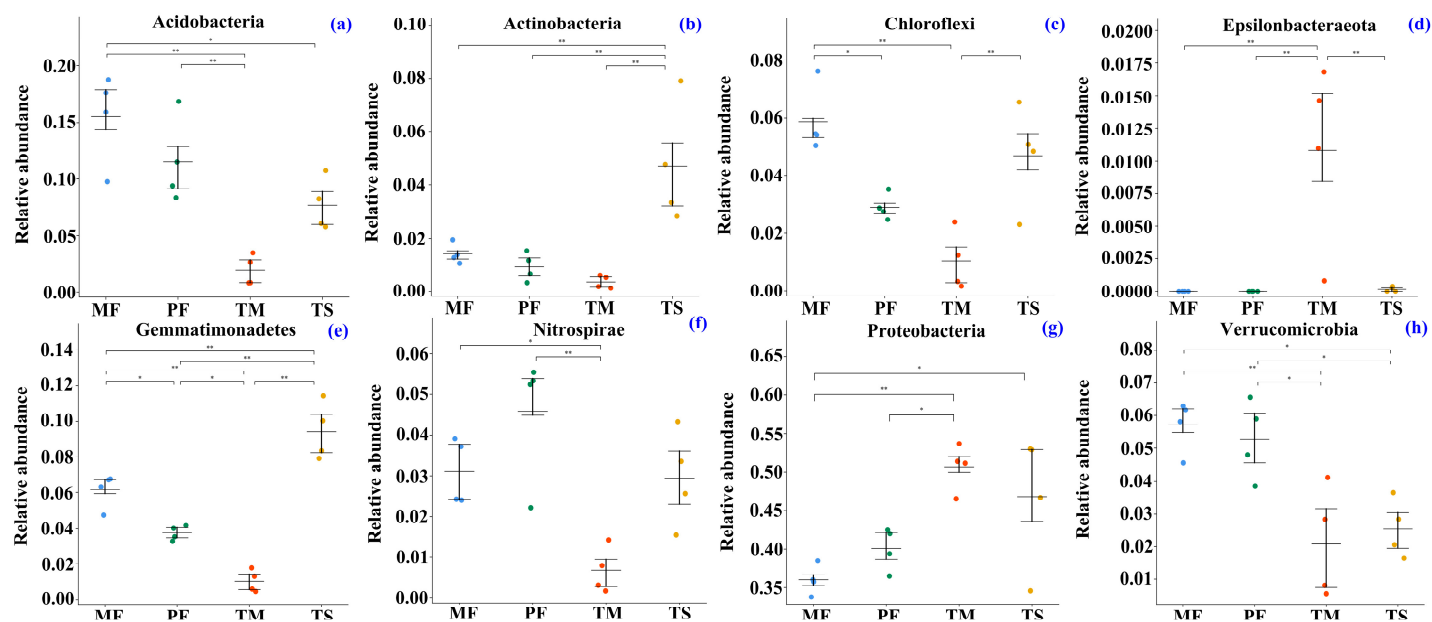 Acidobacteria (a)
Relative abundance
0.20
0.15
0.10
0.05
0.00
* ** **
MF PF TM TS
Actinobacteria (b)
Relative abundance
0.10
0.08
0.06
0.04
0.02
0.00
** ** **
MF PF TM TS
Chloroflexi (c)
Relative abundance
0.08
0.06
0.04
0.02
0.00
** * **
MF PF TM TS
Epsilonbacteraeota (d)
Relative abundance
0.0200
0.0175
0.0150
0.0125
0.0100
0.0075
0.0050
0.0025
0.0000
** ** **
MF PF TM TS
Gemmatimonadetes (e)
Relative abundance
0.14
0.12
0.10
0.08
0.06
0.04
0.02
0.00
** ** ** * * **
MF PF TM TS
Nitrospirae (f)
Relative abundance
0.06
0.05
0.04
0.03
0.02
0.01
0.00
* **
MF PF TM TS
Proteobacteria (g)
Relative abundance
0.65
0.60
0.55
0.50
0.45
0.40
0.35
* ** *
MF PF TM TS
Verrucomicrobia (h)
Relative abundance
0.08
0.07
0.06
0.05
0.04
0.03
0.02
0.01
* * ** *
MF PF TM TS